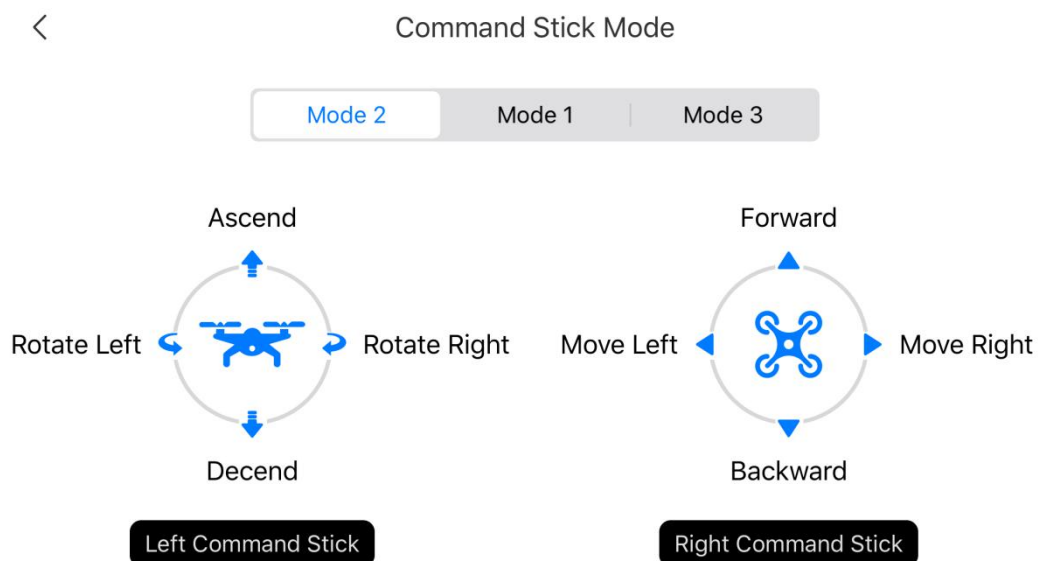 Command Stick Mode
Mode 2 Mode 1 Mode 3
Ascend
Forward
Rotate Left Rotate Right
Move Left Move Right
Decend
Backward
Left Command Stick
Right Command Stick